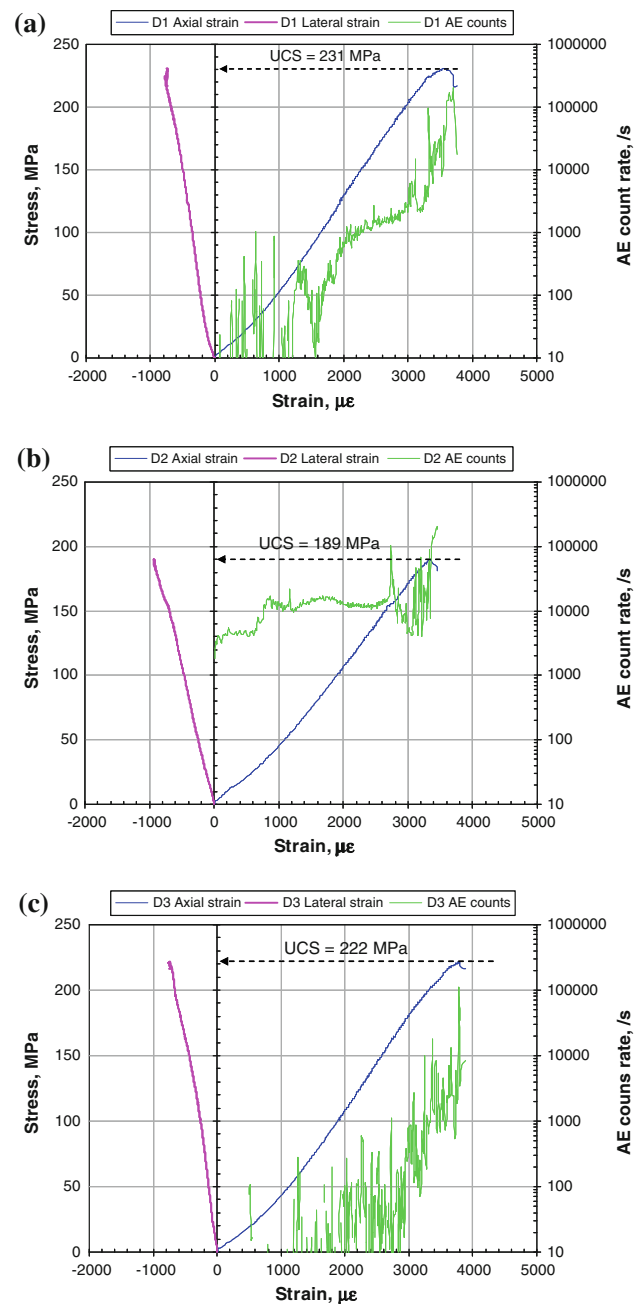 (a)
D1 Axial strain D1 Lateral strain D1 AE counts
250 1000000
UCS = 231 MPa
200 100000
150 10000
100 1000
50 100
0 10
Stress, MPa
AE count rate, /s
-2000 -1000 0 1000 2000 3000 4000 5000
Strain, με
(b)
D2 Axial strain D2 Lateral strain D2 AE counts
250 1000000
200 100000
UCS = 189 MPa
150 10000
100 1000
50 100
0 10
Stress, MPa
AE count rate, /s
-2000 -1000 0 1000 2000 3000 4000 5000
Strain, με
(c)
D3 Axial strain D3 Lateral strain D3 AE counts
250 1000000
UCS = 222 MPa
200 100000
150 10000
100 1000
50 100
0 10
Stress, MPa
AE couns rate, /s
-2000 -1000 0 1000 2000 3000 4000 5000
Strain, με